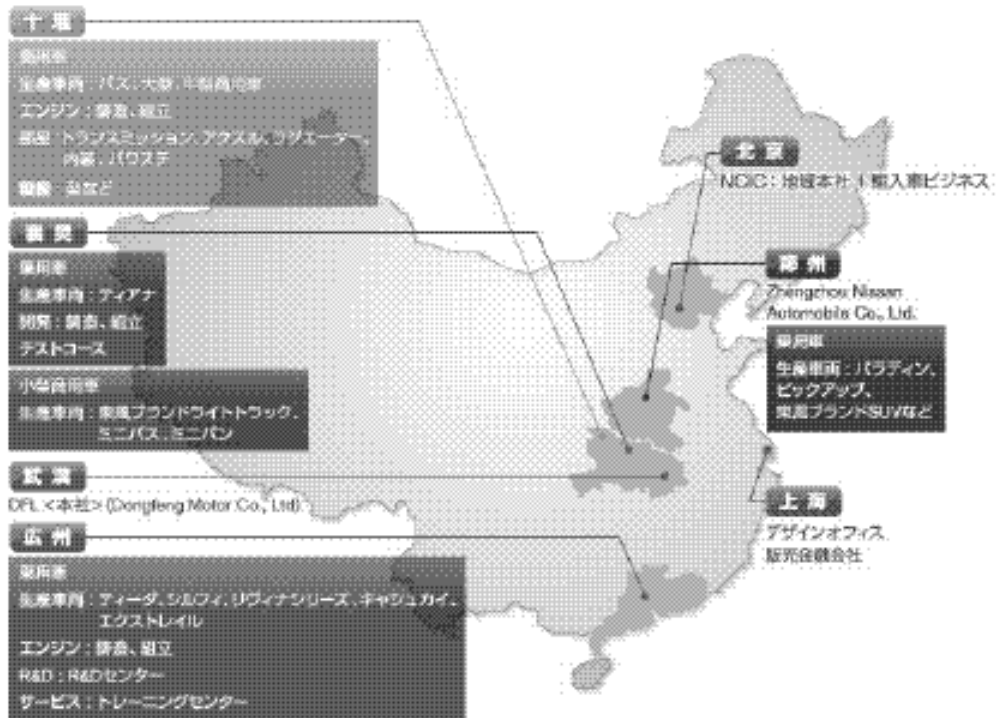 十堰
商用車
生産車両：バス、大型、中型商用車
エンジン：鋳造、組立
部品：トランスミッション、アクスル、ラジエーター、
内装、パワステ
設備：型など
襄樊
乗用車
生産車両：ティアナ
開発：鋳造、組立
テストコース
小型商用車
生産車両：東風ブランドライトトラック、
ミニバス、ミニバン
武漢
DFL＜本社＞(Dongfeng Motor Co., Ltd)
広州
乗用車
生産車両：ティーダ、シルフィ、リヴィナシリーズ、キャシュカイ、
エクストレイル
エンジン：鋳造、組立
R&D：R&Dセンター
サービス：トレーニングセンター
北京
NCIC：地域本社 輸入車ビジネス
鄭州
Zhengzhou Nissan
Automobile Co., Ltd.
乗用車
生産車両：パラディン、
ピックアップ、
東風ブランドSUVなど
上海
デザインオフィス
販売金融会社